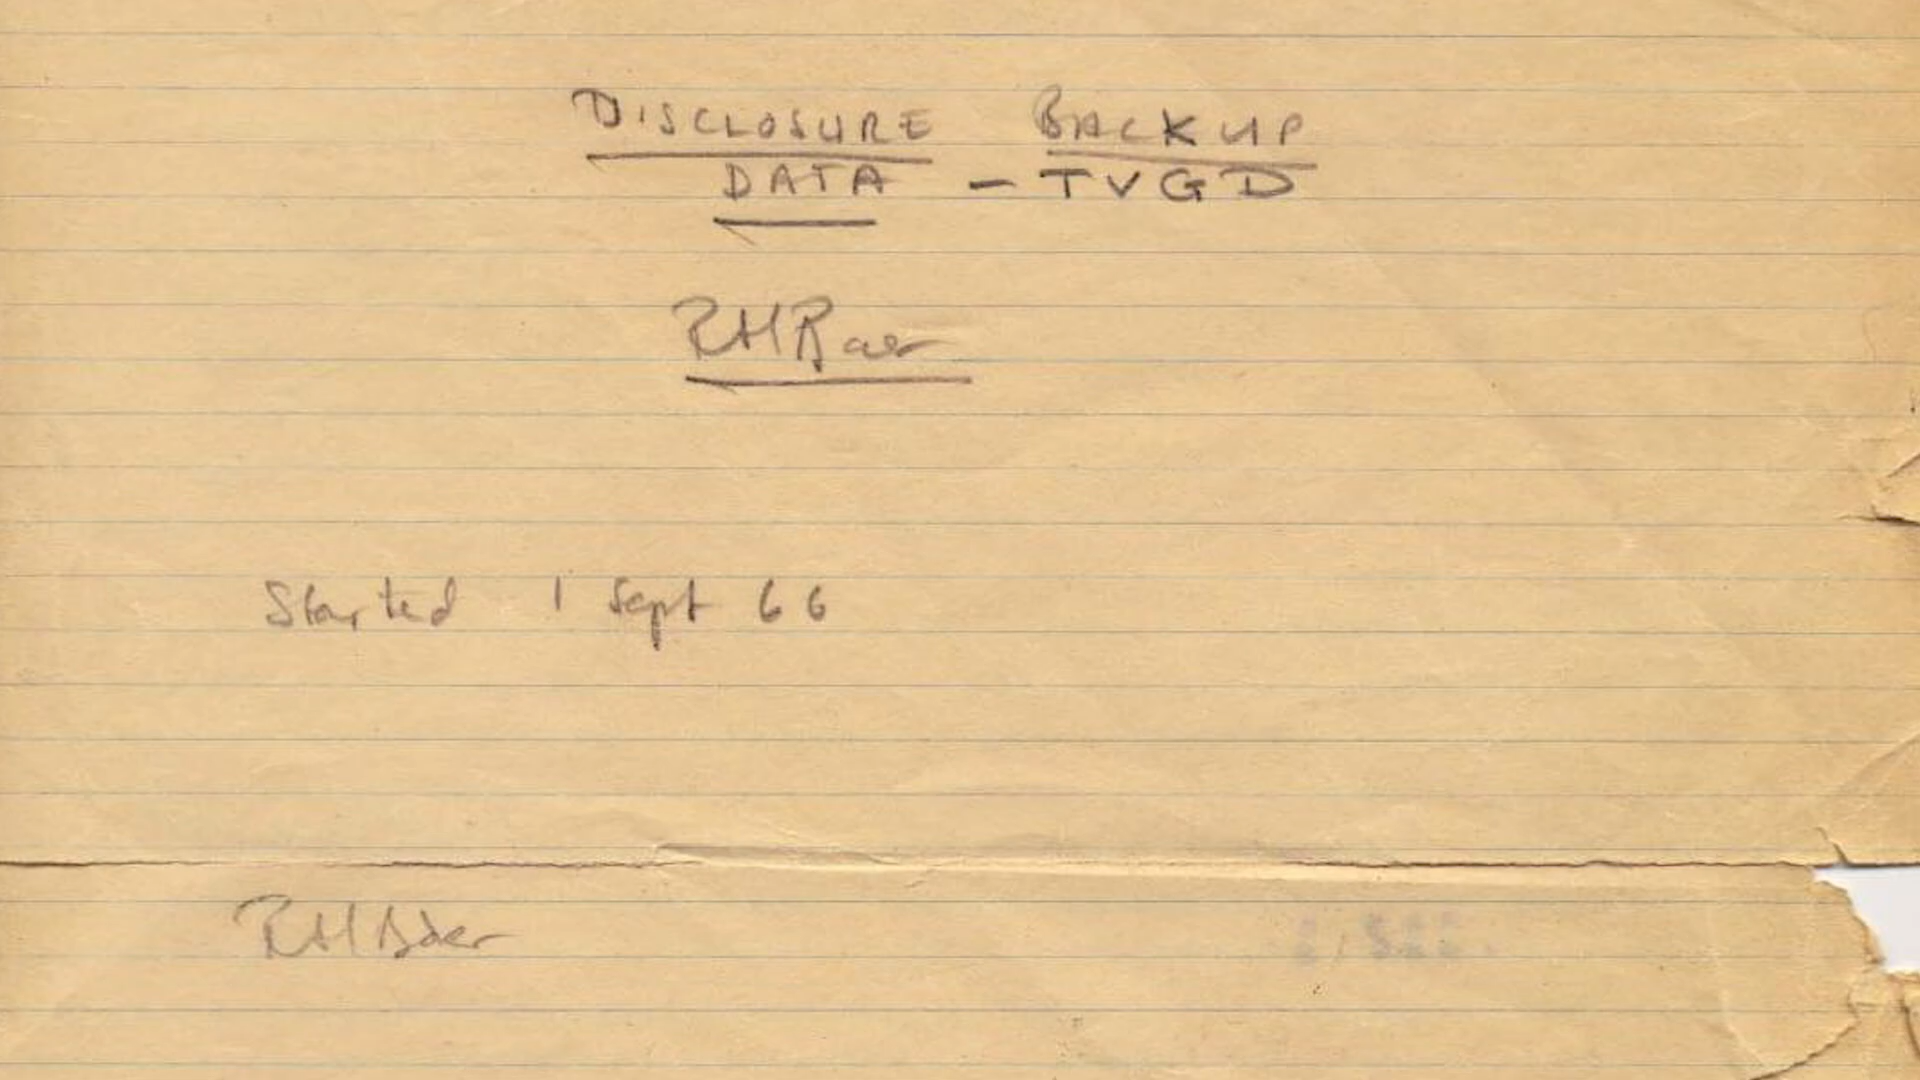 DISCLOSURE BACKUP
DATA - TVGD
RHBaer
Started 1 Sept 66
RHBaer